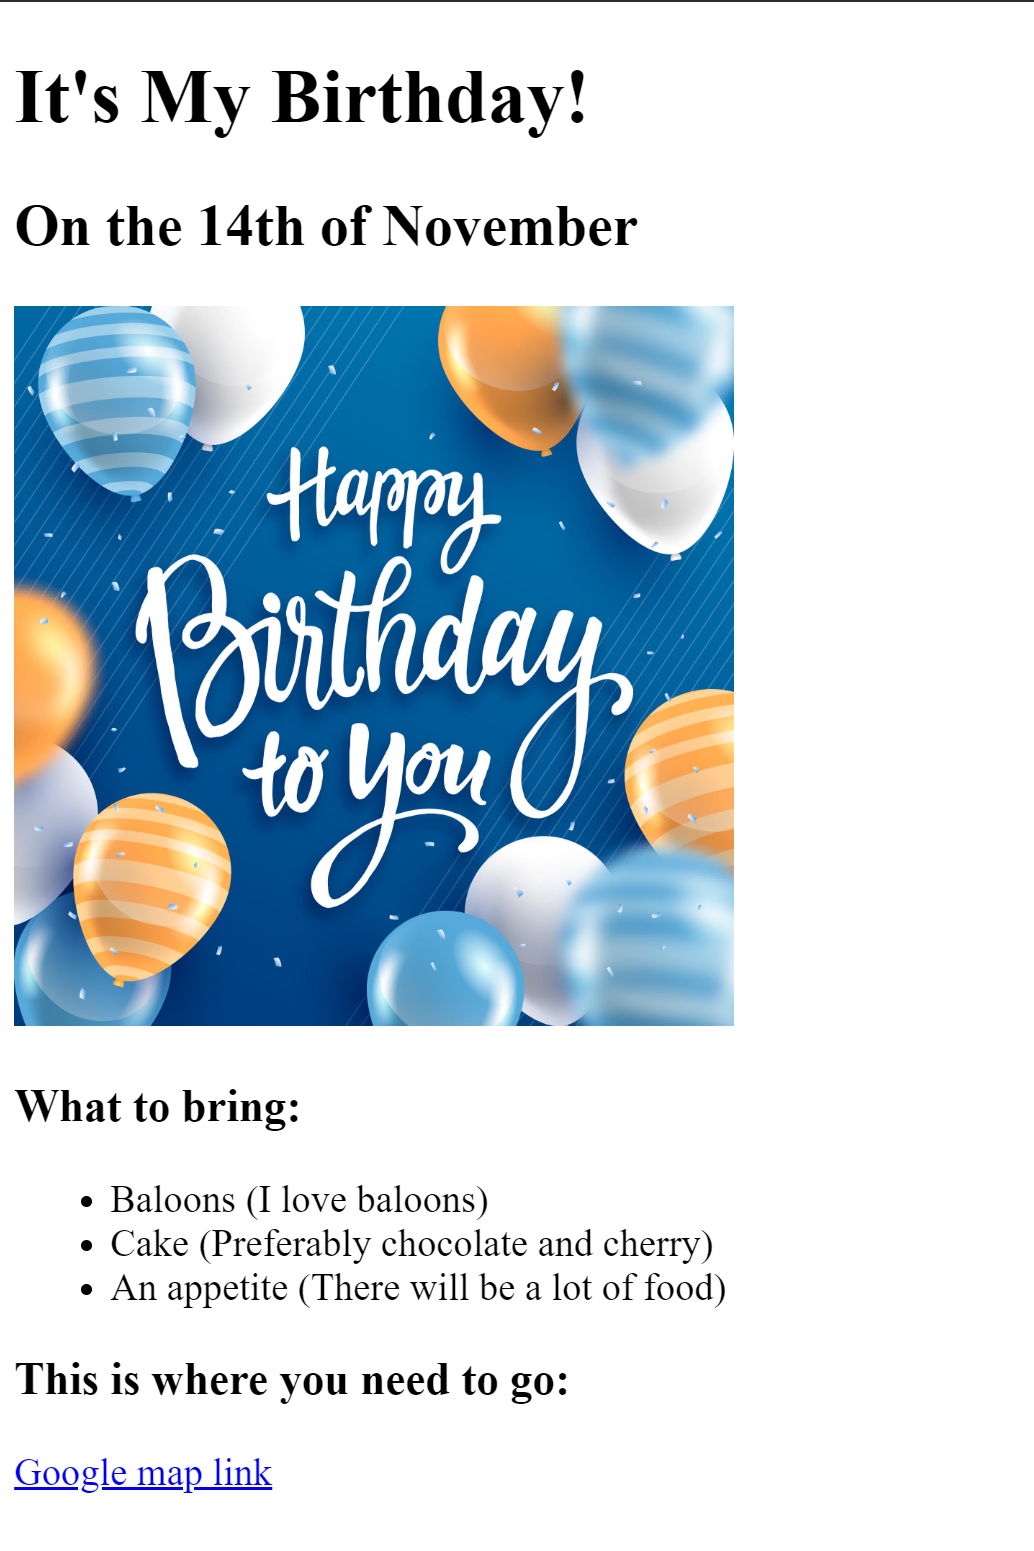 It's My Birthday!
On the 14th of November
Happy
Birthday
to you
What to bring:
Baloons (I love baloons)
Cake (Preferably chocolate and cherry)
An appetite (There will be a lot of food)
This is where you need to go:
Google map link